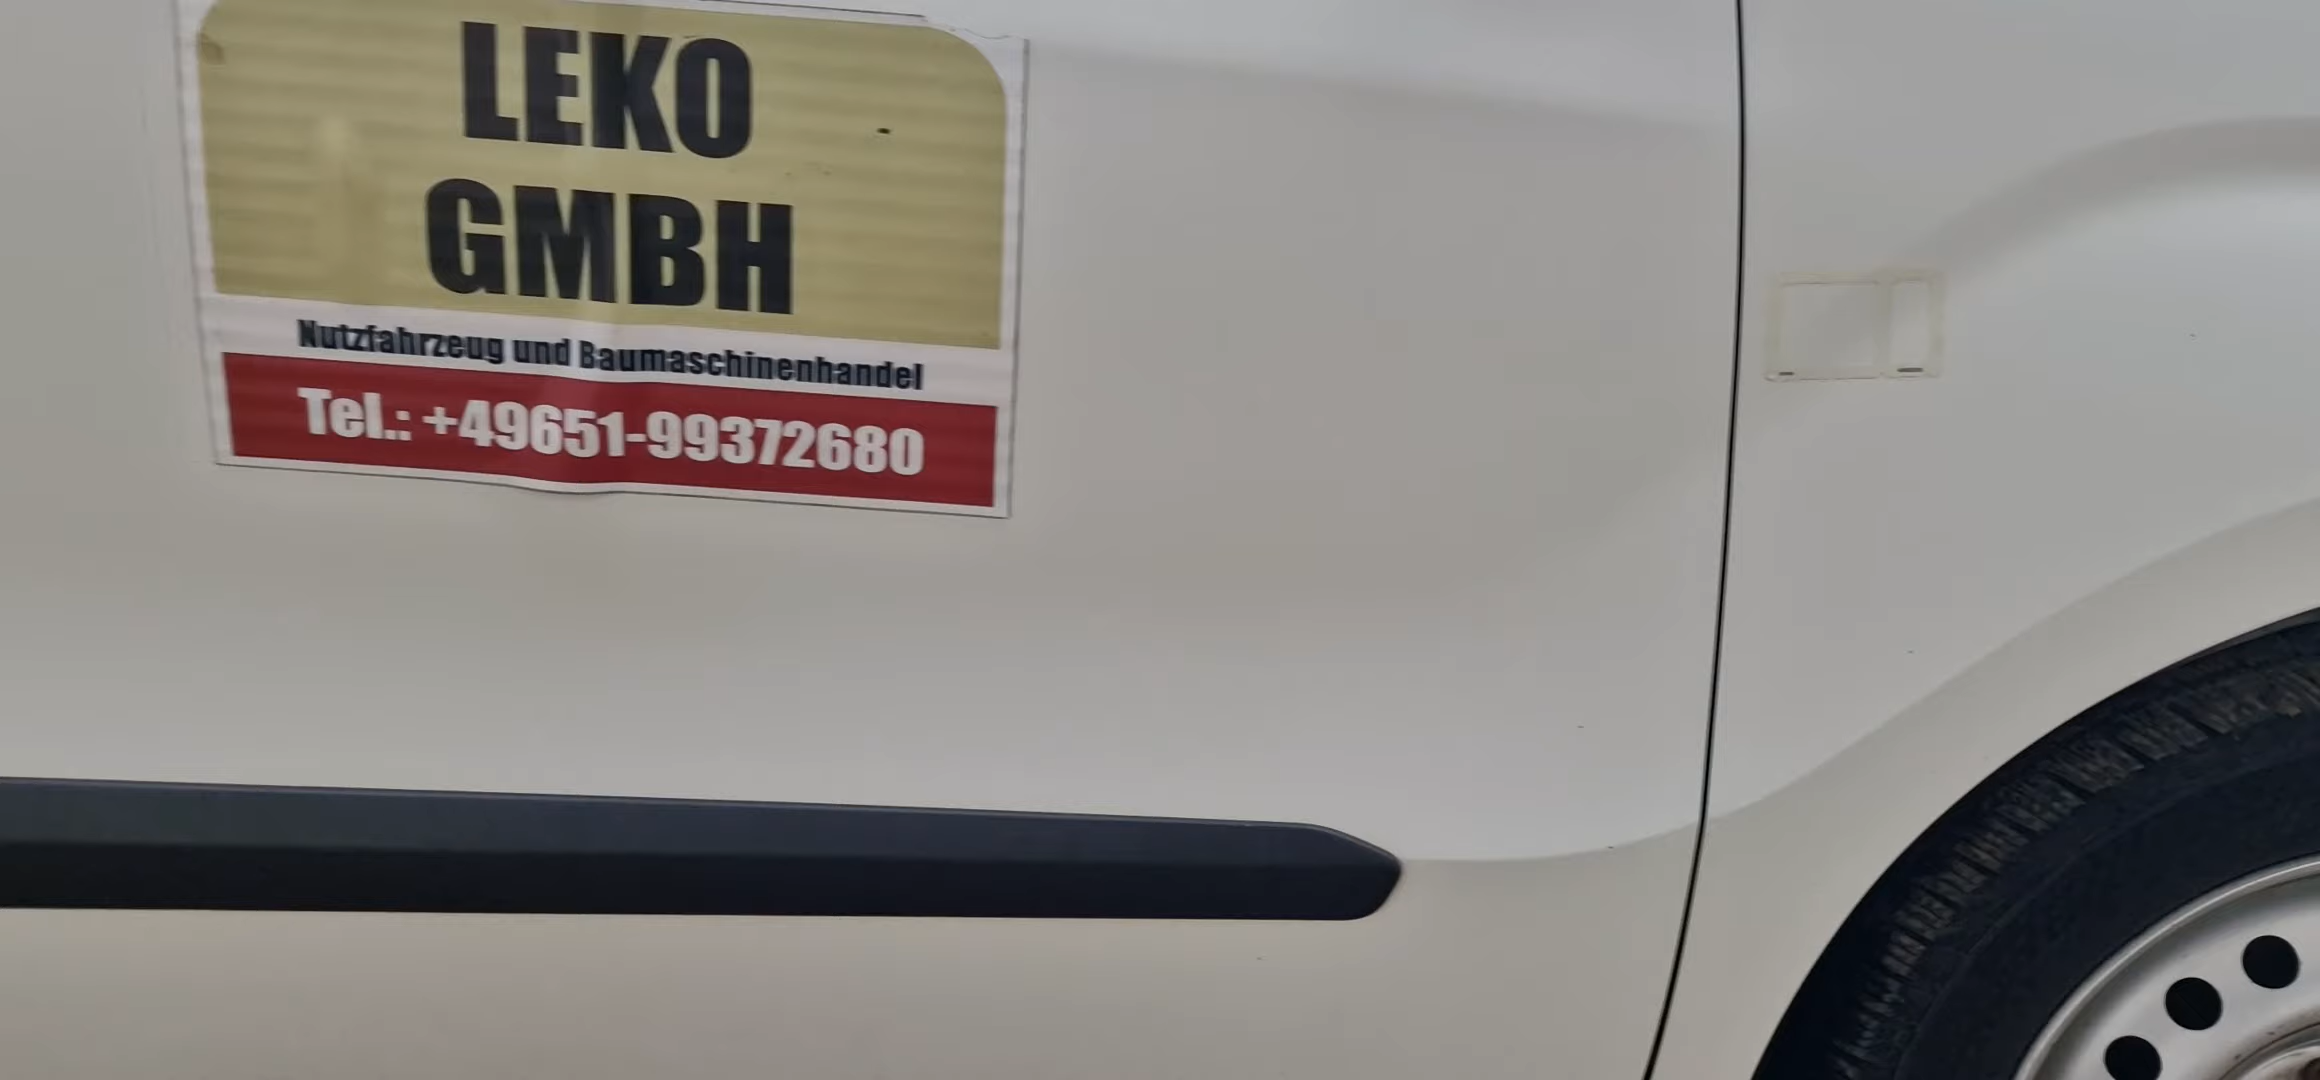 LEKO
GMBH
Nutzfahrzeug und Baumaschinenhandel
Tel.: +49651-99372680